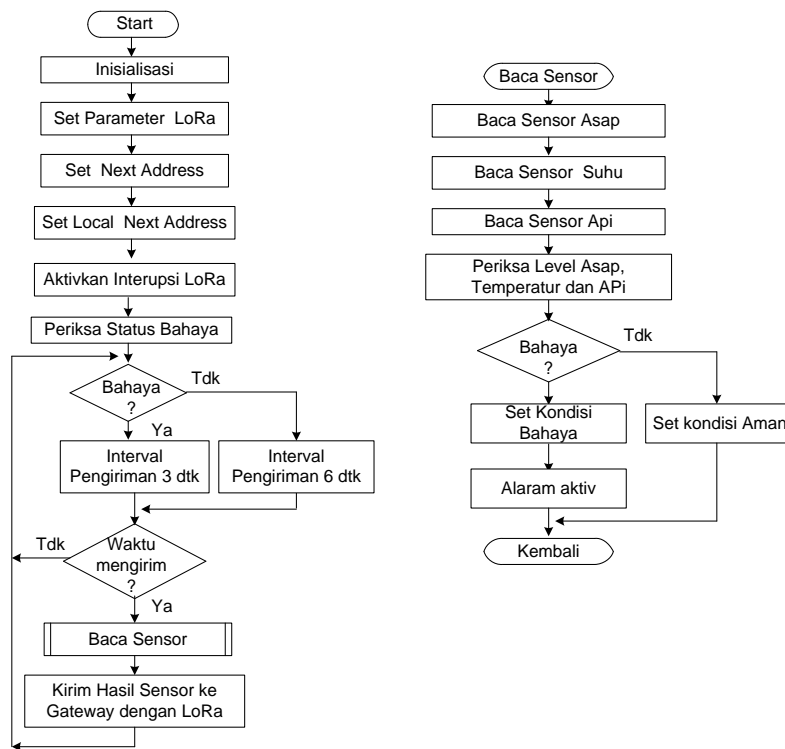 Start
Inisialisasi
Set Parameter LoRa
Set Next Address
Set Local Next Address
Aktivkan Interupsi LoRa
Periksa Status Bahaya
Bahaya
?
Tdk
Ya
Interval
Pengiriman 3 dtk
Interval
Pengiriman 6 dtk
Waktu
mengirim
?
Tdk
Ya
Baca Sensor
Kirim Hasil Sensor ke
Gateway dengan LoRa
Baca Sensor
Baca Sensor Asap
Baca Sensor Suhu
Baca Sensor Api
Periksa Level Asap,
Temperatur dan APi
Bahaya
?
Tdk
Set Kondisi
Bahaya
Set kondisi Aman
Alaram aktiv
Kembali